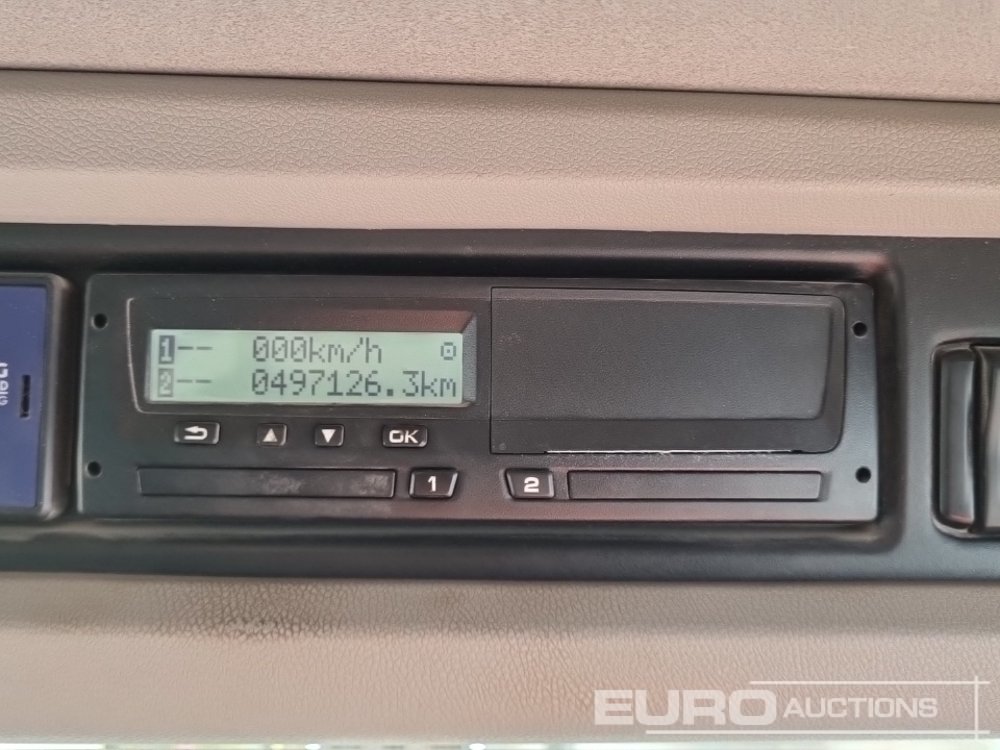 1-- 000km/h
2-- 0497126.3km
OK
1
2
EURO AUCTIONS